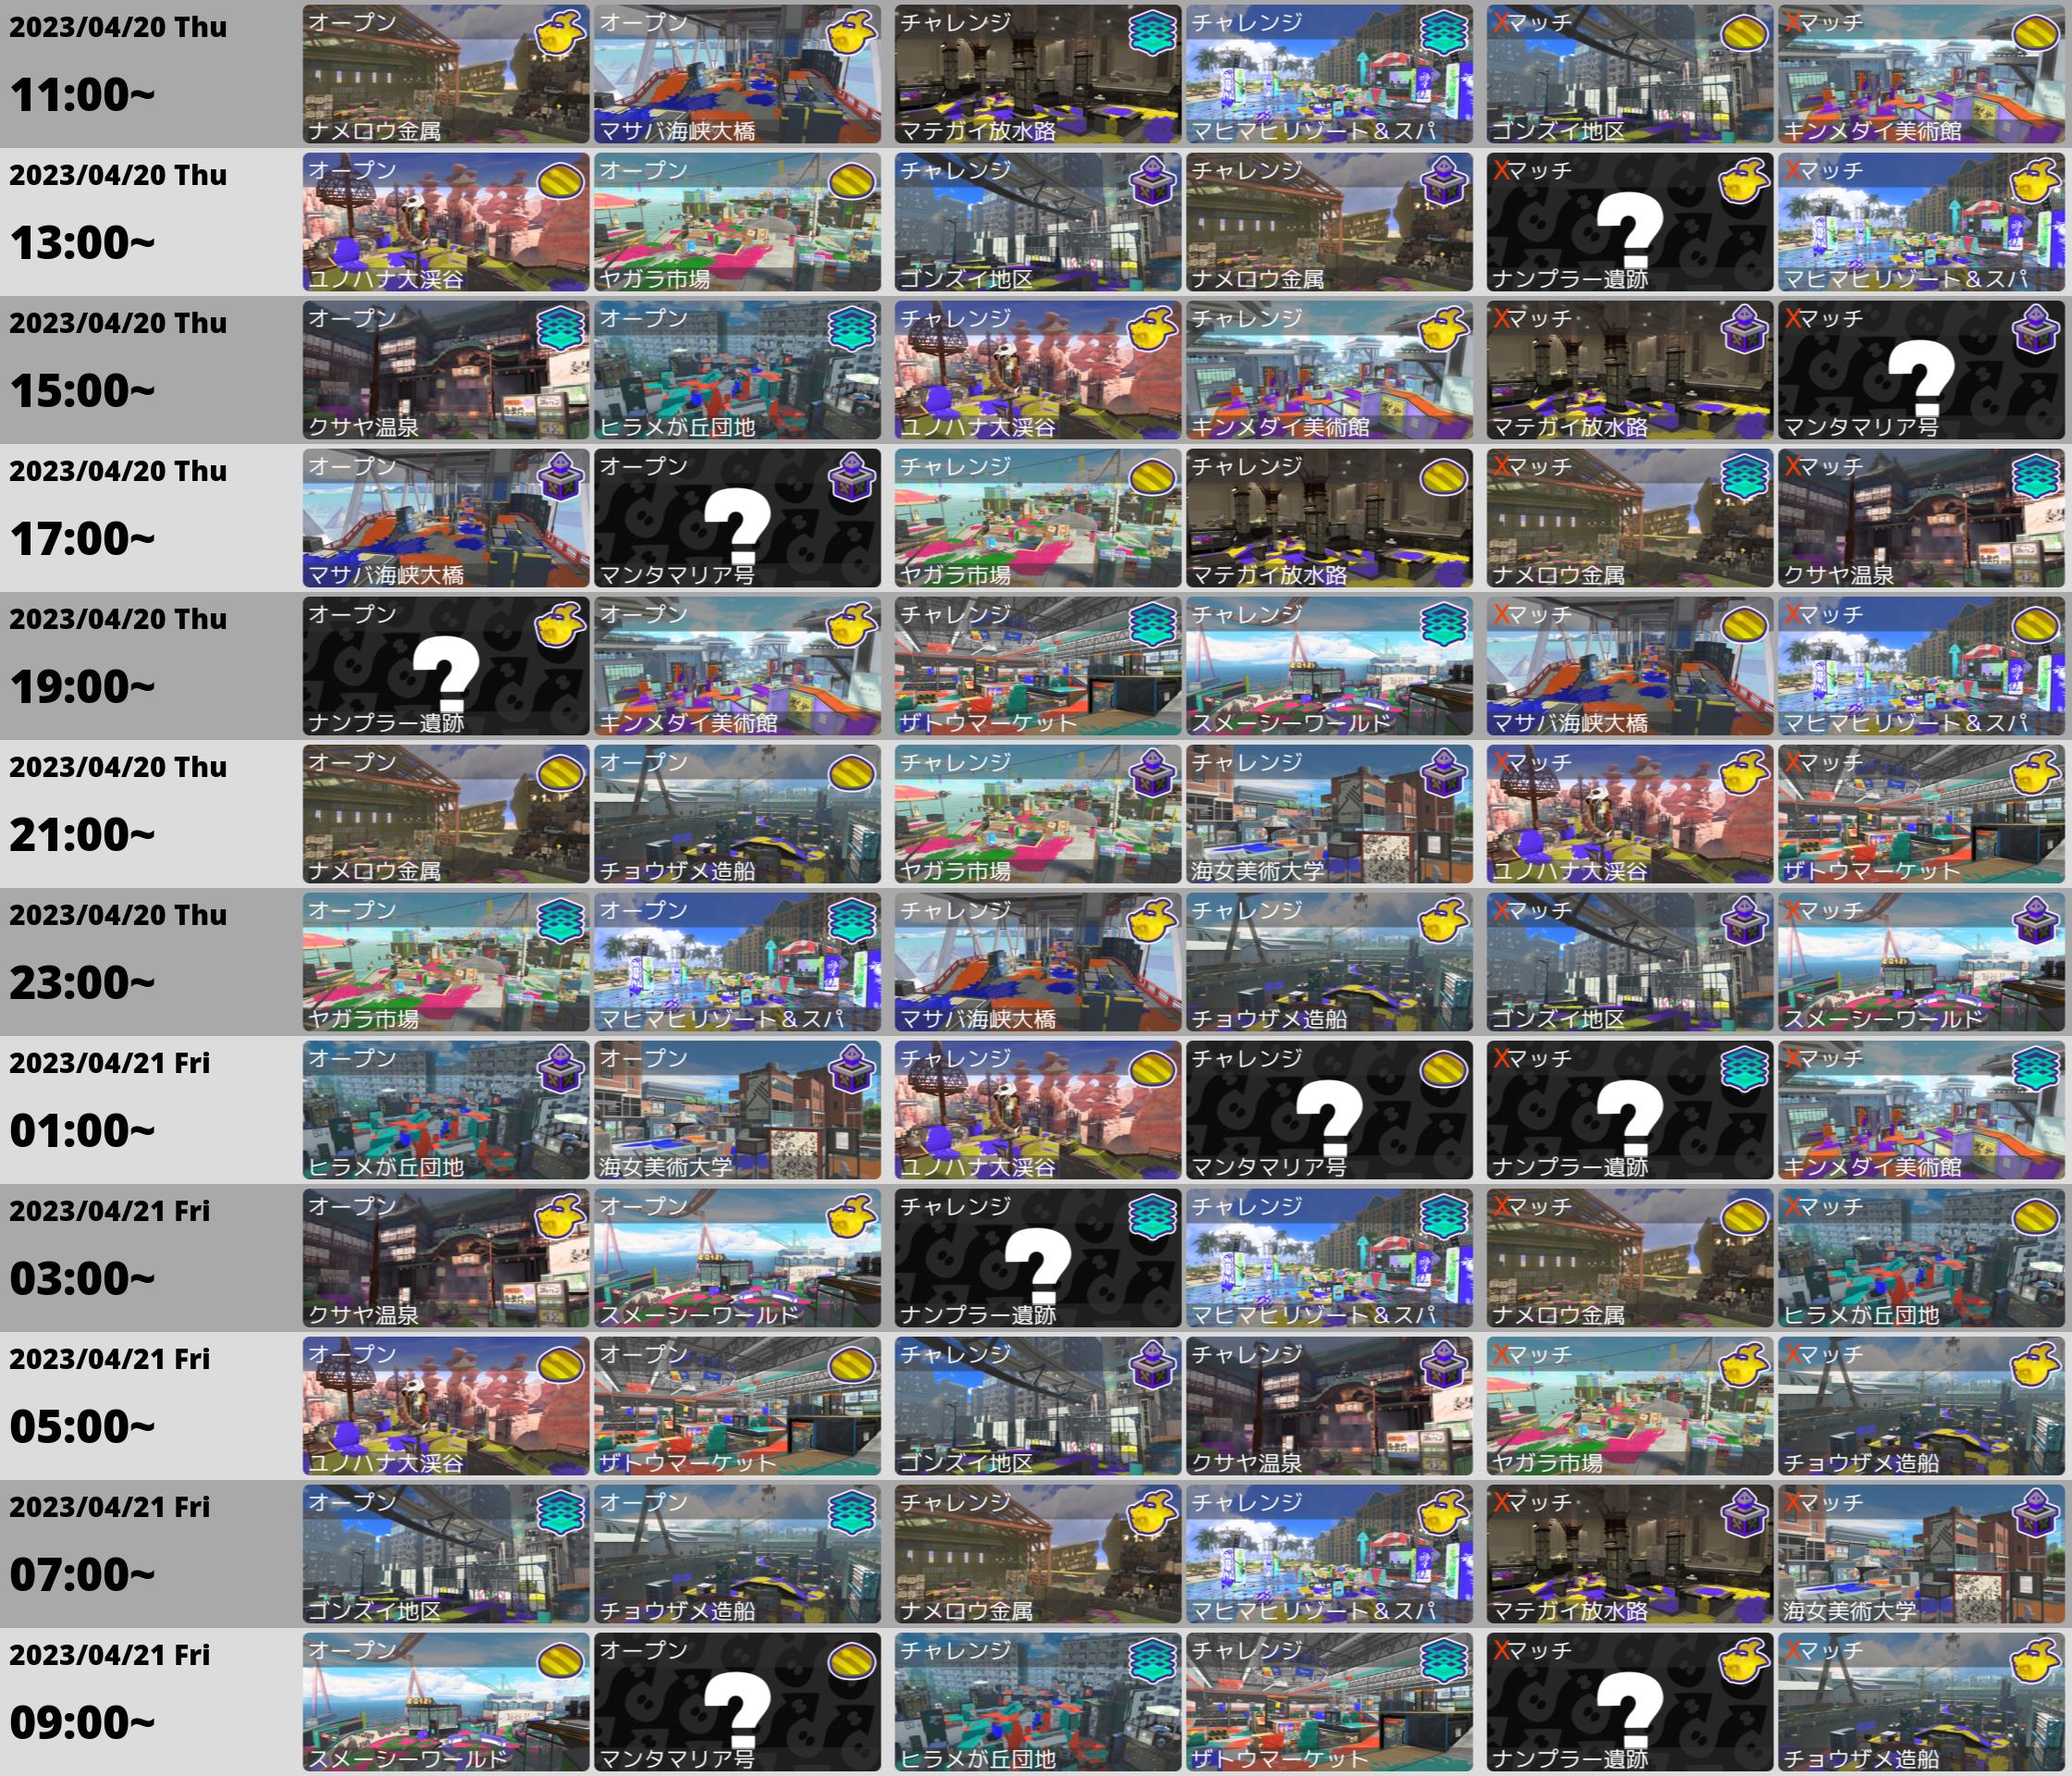 2023/04/20 Thu
11:00~
オープン オープン チャレンジ チャレンジ Xマッチ Xマッチ
ナメロウ金属 マサバ海峡大橋 マテガイ放水路 マヒマヒリゾート＆スパ ゴンズイ地区 キンメダイ美術館
2023/04/20 Thu
13:00~
オープン オープン チャレンジ チャレンジ Xマッチ Xマッチ
ユノハナ大渓谷 ヤガラ市場 ゴンズイ地区 ナメロウ金属 ナンプラー遺跡 マヒマヒリゾート＆スパ
2023/04/20 Thu
15:00~
オープン オープン チャレンジ チャレンジ Xマッチ Xマッチ
クサヤ温泉 ヒラメが丘団地 ユノハナ大渓谷 キンメダイ美術館 マテガイ放水路 マンタマリア号
2023/04/20 Thu
17:00~
オープン オープン チャレンジ チャレンジ Xマッチ Xマッチ
マサバ海峡大橋 マンタマリア号 ヤガラ市場 マテガイ放水路 ナメロウ金属 クサヤ温泉
2023/04/20 Thu
19:00~
オープン オープン チャレンジ チャレンジ Xマッチ Xマッチ
ナンプラー遺跡 キンメダイ美術館 ザトウマーケット スメーシーワールド マサバ海峡大橋 マヒマヒリゾート＆スパ
2023/04/20 Thu
21:00~
オープン オープン チャレンジ チャレンジ Xマッチ Xマッチ
ナメロウ金属 チョウザメ造船 ヤガラ市場 海女美術大学 ユノハナ大渓谷 ザトウマーケット
2023/04/20 Thu
23:00~
オープン オープン チャレンジ チャレンジ Xマッチ Xマッチ
ヤガラ市場 マヒマヒリゾート＆スパ マサバ海峡大橋 チョウザメ造船 ゴンズイ地区 スメーシーワールド
2023/04/21 Fri
01:00~
オープン オープン チャレンジ チャレンジ Xマッチ Xマッチ
ヒラメが丘団地 海女美術大学 ユノハナ大渓谷 マンタマリア号 ナンプラー遺跡 キンメダイ美術館
2023/04/21 Fri
03:00~
オープン オープン チャレンジ チャレンジ Xマッチ Xマッチ
クサヤ温泉 スメーシーワールド ナンプラー遺跡 マヒマヒリゾート＆スパ ナメロウ金属 ヒラメが丘団地
2023/04/21 Fri
05:00~
オープン オープン チャレンジ チャレンジ Xマッチ Xマッチ
ユノハナ大渓谷 ザトウマーケット ゴンズイ地区 クサヤ温泉 ヤガラ市場 チョウザメ造船
2023/04/21 Fri
07:00~
オープン オープン チャレンジ チャレンジ Xマッチ Xマッチ
ゴンズイ地区 チョウザメ造船 ナメロウ金属 マヒマヒリゾート＆スパ マテガイ放水路 海女美術大学
2023/04/21 Fri
09:00~
オープン オープン チャレンジ チャレンジ Xマッチ Xマッチ
スメーシーワールド マンタマリア号 ヒラメが丘団地 ザトウマーケット ナンプラー遺跡 チョウザメ造船